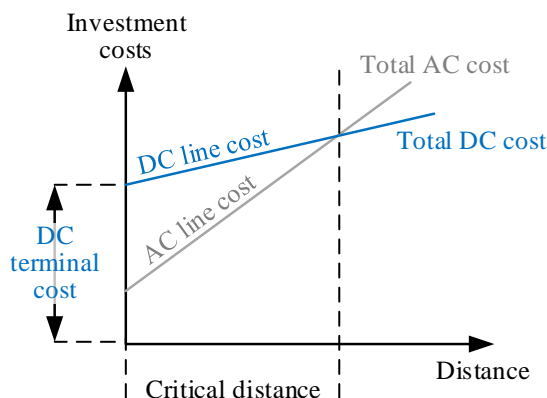 Investment
costs
Total AC cost
Total DC cost
DC line cost
AC line cost
DC
terminal
cost
Distance
Critical distance